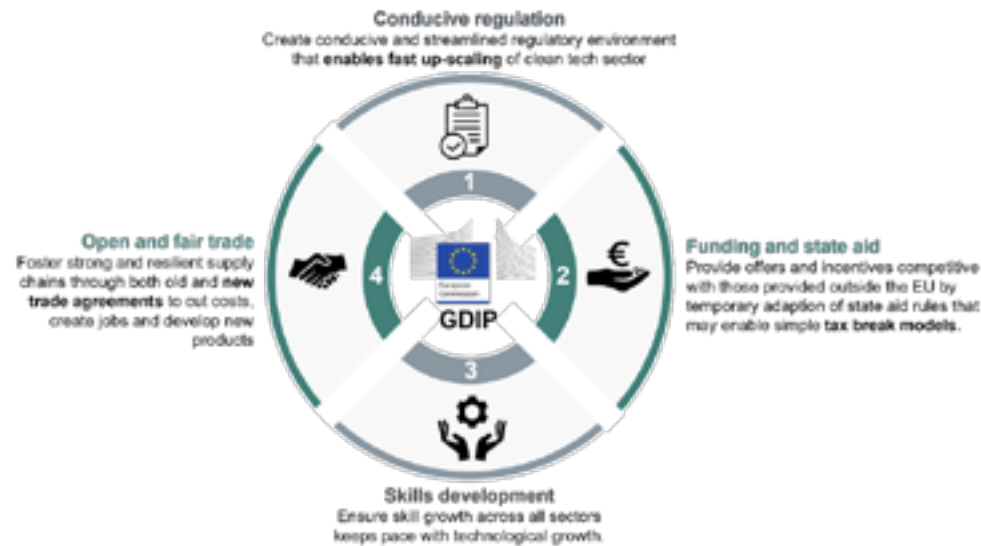 Conducive regulation
Create conducive and streamlined regulatory environment
that enables fast up-scaling of clean tech sector
1
Open and fair trade
Foster strong and resilient supply
chains through both old and new
trade agreements to cut costs,
create jobs and develop new
products
4
European
Commission
GDIP
2
€
Funding and state aid
Provide offers and incentives competitive
with those provided outside the EU by
temporary adaption of state aid rules that
may enable simple tax break models.
3
Skills development
Ensure skill growth across all sectors
keeps pace with technological growth.